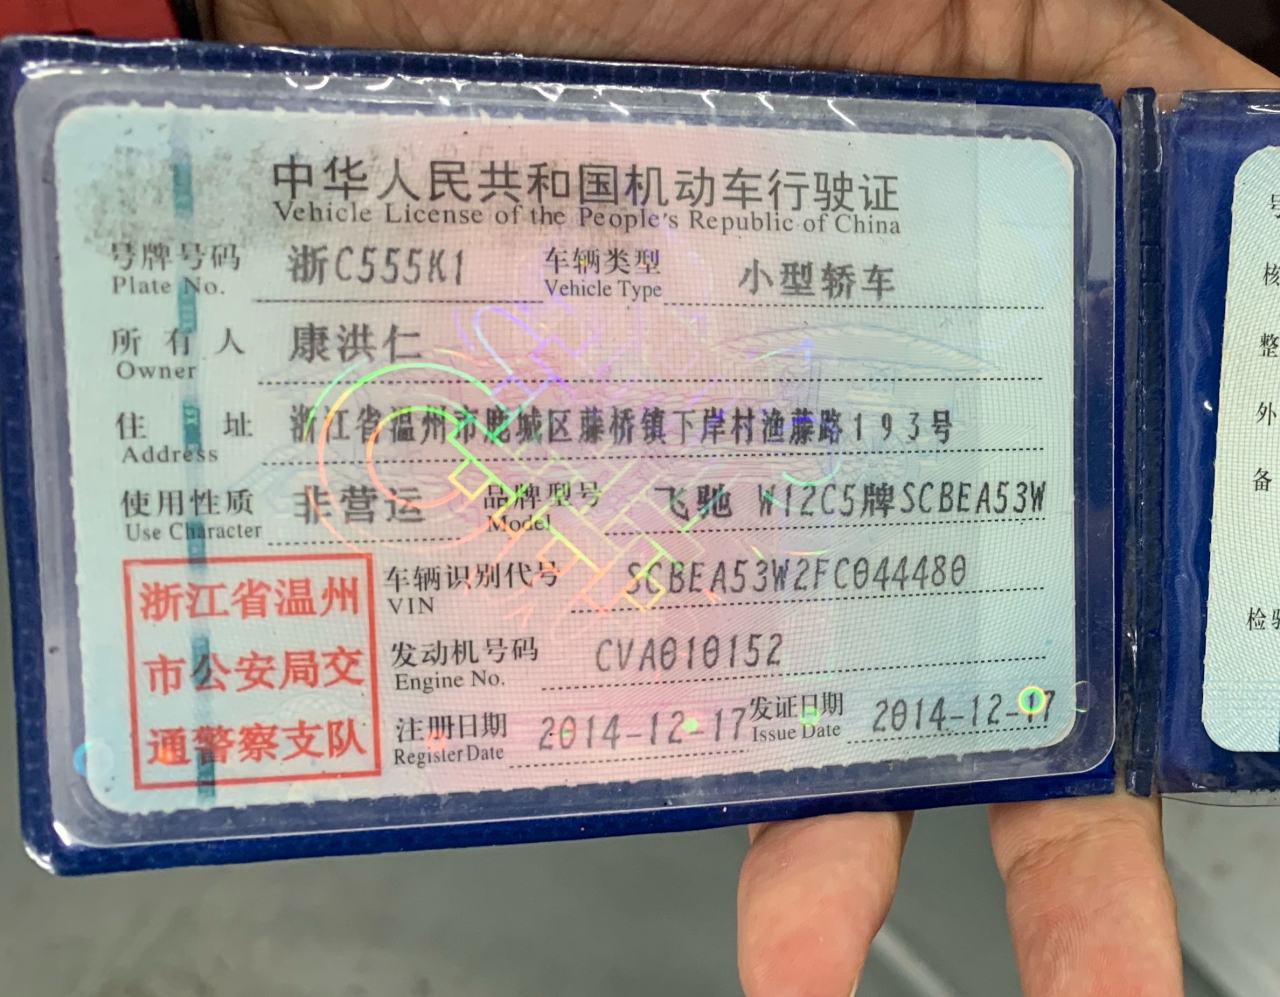 中华人民共和国机动车行驶证
Vehicle License of the People's Republic of China
号牌号码 浙C555K1 车辆类型 小型轿车
Plate No. Vehicle Type
所有人 康洪仁
Owner
住址 浙江省温州市鹿城区藤桥镇下岸村渔藤路193号
Address
使用性质 非营运 品牌型号 飞驰 W12C5牌SCBEA53W
Use Character Model
浙江省温州
市公安局交
通警察支队
车辆识别代号 SCBEA53W2FC044480
VIN
发动机号码 CVA010152
Engine No.
注册日期 2014-12-17 发证日期 2014-12-17
Register Date Issue Date
号
核
整
外
备
检验